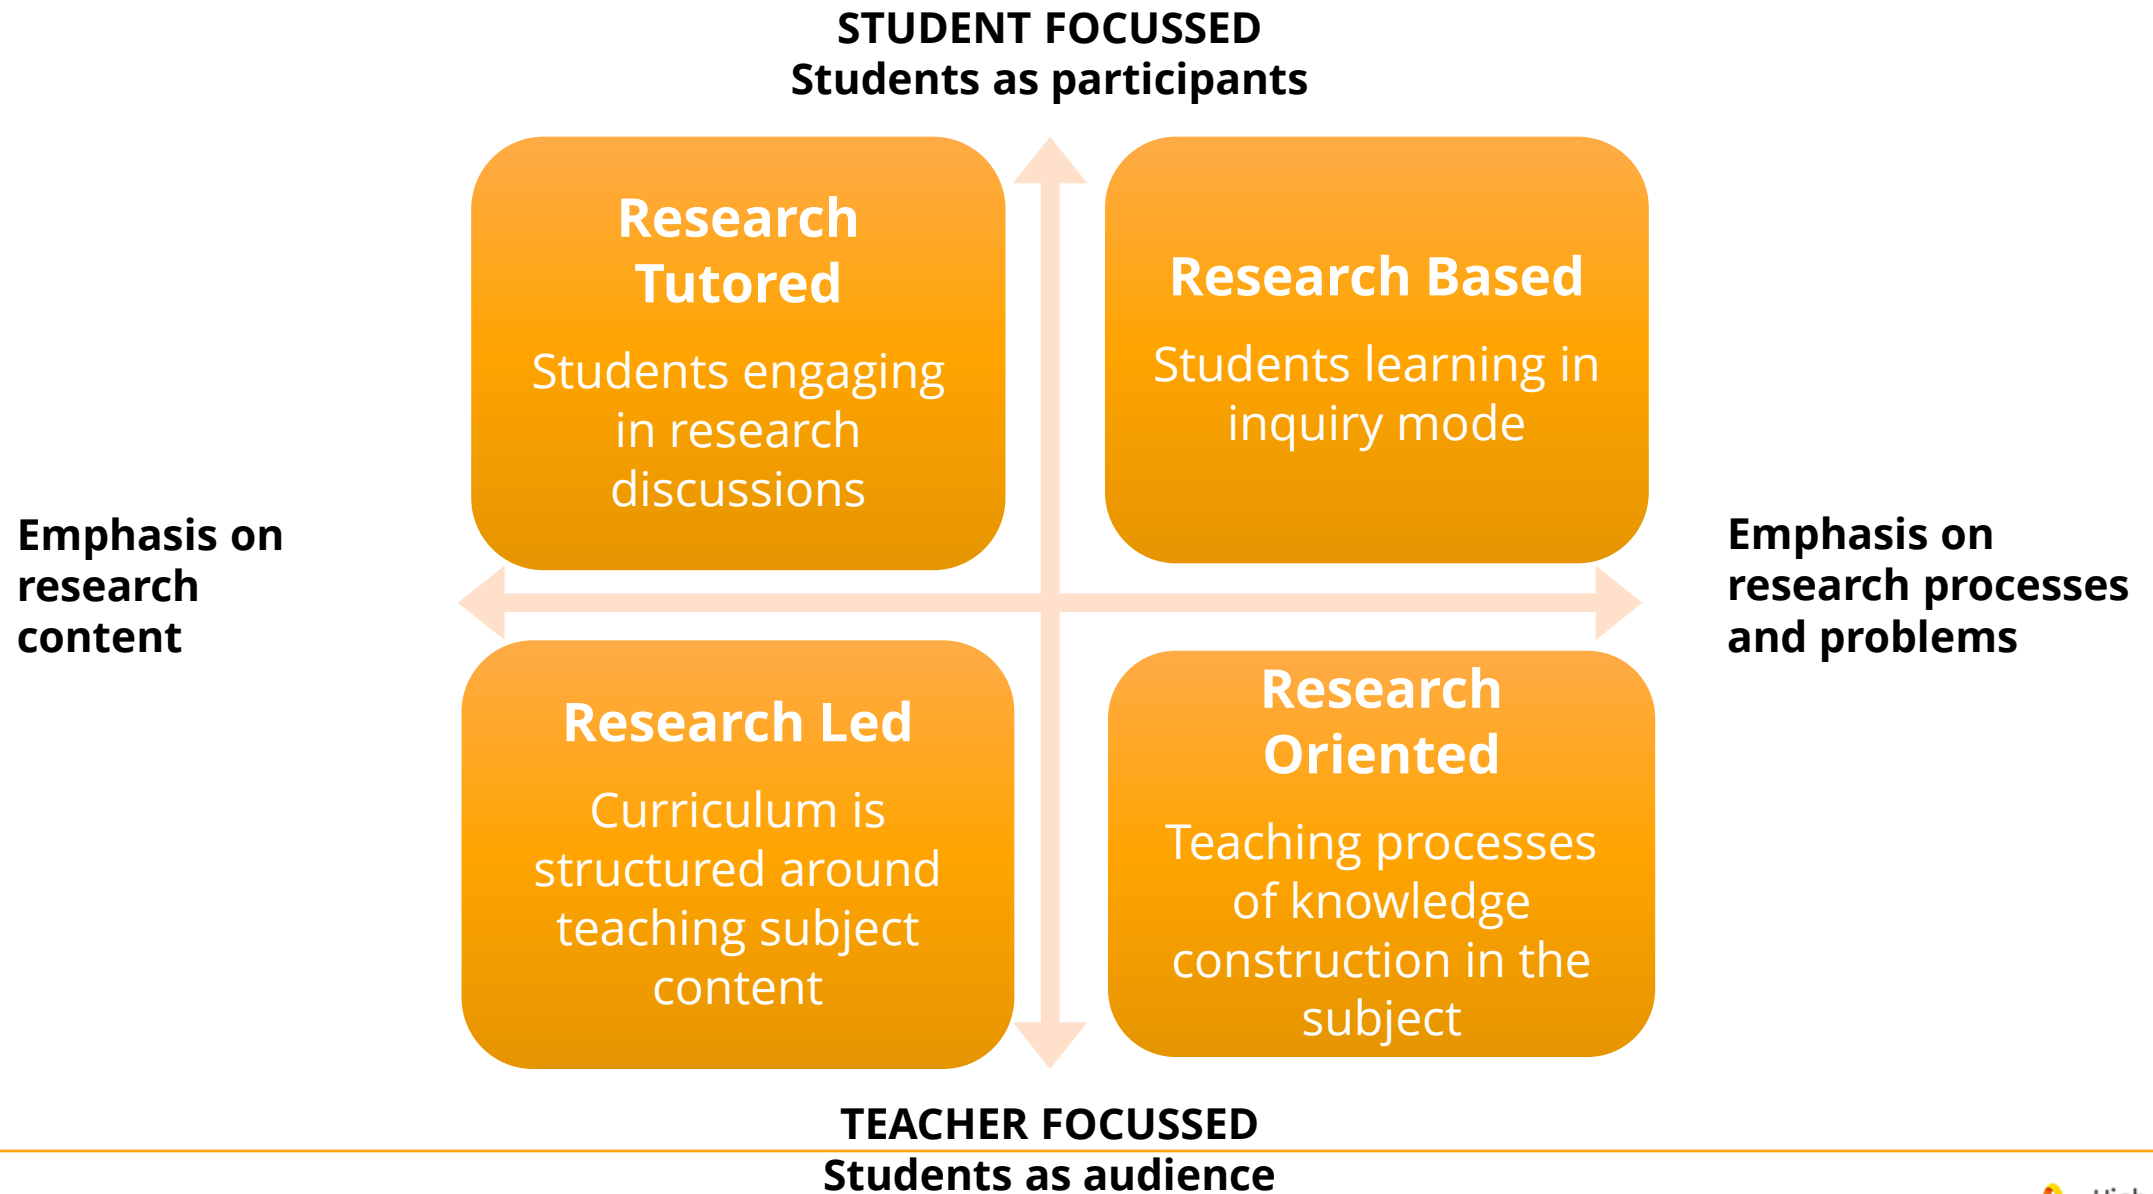 STUDENT FOCUSSED
Students as participants
Research
Tutored
Students engaging
in research
discussions
Research Based
Students learning in
inquiry mode
Emphasis on
research
content
Emphasis on
research processes
and problems
Research Led
Curriculum is
structured around
teaching subject
content
Research
Oriented
Teaching processes
of knowledge
construction in the
subject
TEACHER FOCUSSED
Students as audience